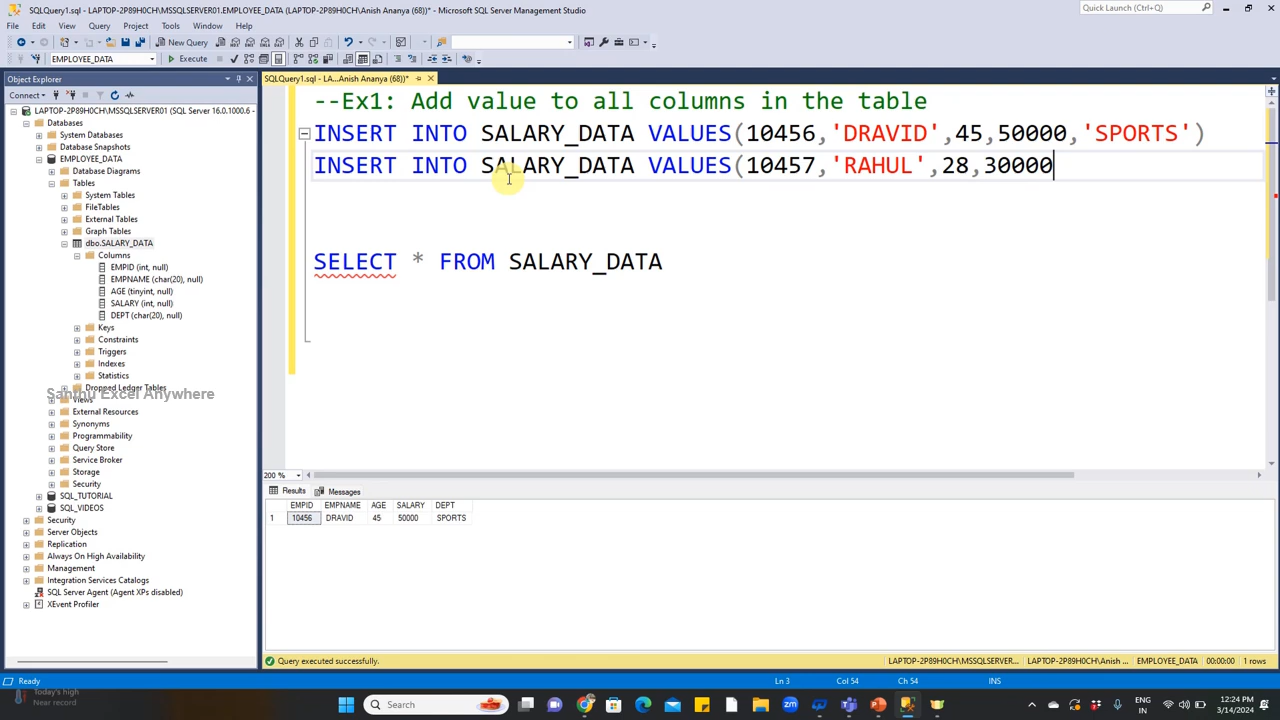 SQLQuery1.sql - LAPTOP-2P89H0CH\MSSQLSERVER01.EMPLOYEE_DATA (LAPTOP-2P89H0CH\Anish Ananya (68))* - Microsoft SQL Server Management Studio
Quick Launch (Ctrl+Q)
File Edit View Query Project Tools Window Help
New Query
EMPLOYEE_DATA Execute
Object Explorer
SQLQuery1.sql - LA...Anish Ananya (68))*
Connect
LAPTOP-2P89H0CH\MSSQLSERVER01 (SQL Server 16.0.1000.6 -
Databases
System Databases
Database Snapshots
EMPLOYEE_DATA
Database Diagrams
Tables
System Tables
FileTables
External Tables
Graph Tables
dbo.SALARY_DATA
Columns
EMPID (int, null)
EMPNAME (char(20), null)
AGE (tinyint, null)
SALARY (int, null)
DEPT (char(20), null)
Keys
Constraints
Triggers
Indexes
Statistics
Dropped Ledger Tables
Santhu Excel Anywhere
Views
External Resources
Synonyms
Programmability
Query Store
Service Broker
Storage
Security
SQL_TUTORIAL
SQL_VIDEOS
Security
Server Objects
Replication
Always On High Availability
Management
Integration Services Catalogs
SQL Server Agent (Agent XPs disabled)
XEvent Profiler
--Ex1: Add value to all columns in the table
INSERT INTO SALARY_DATA VALUES(10456,'DRAVID',45,50000,'SPORTS')
INSERT INTO SALARY_DATA VALUES(10457,'RAHUL',28,30000
SELECT * FROM SALARY_DATA
200 %
Results Messages
EMPID EMPNAME AGE SALARY DEPT
1 10456 DRAVID 45 50000 SPORTS
Query executed successfully.
LAPTOP-2P89H0CH\MSSQLSERVER... LAPTOP-2P89H0CH\Anish ... EMPLOYEE_DATA 00:00:00 1 rows
Ready
Ln 3 Col 54 Ch 54 INS
Today's high
Near record
Search
ENG
IN
12:24 PM
3/14/2024